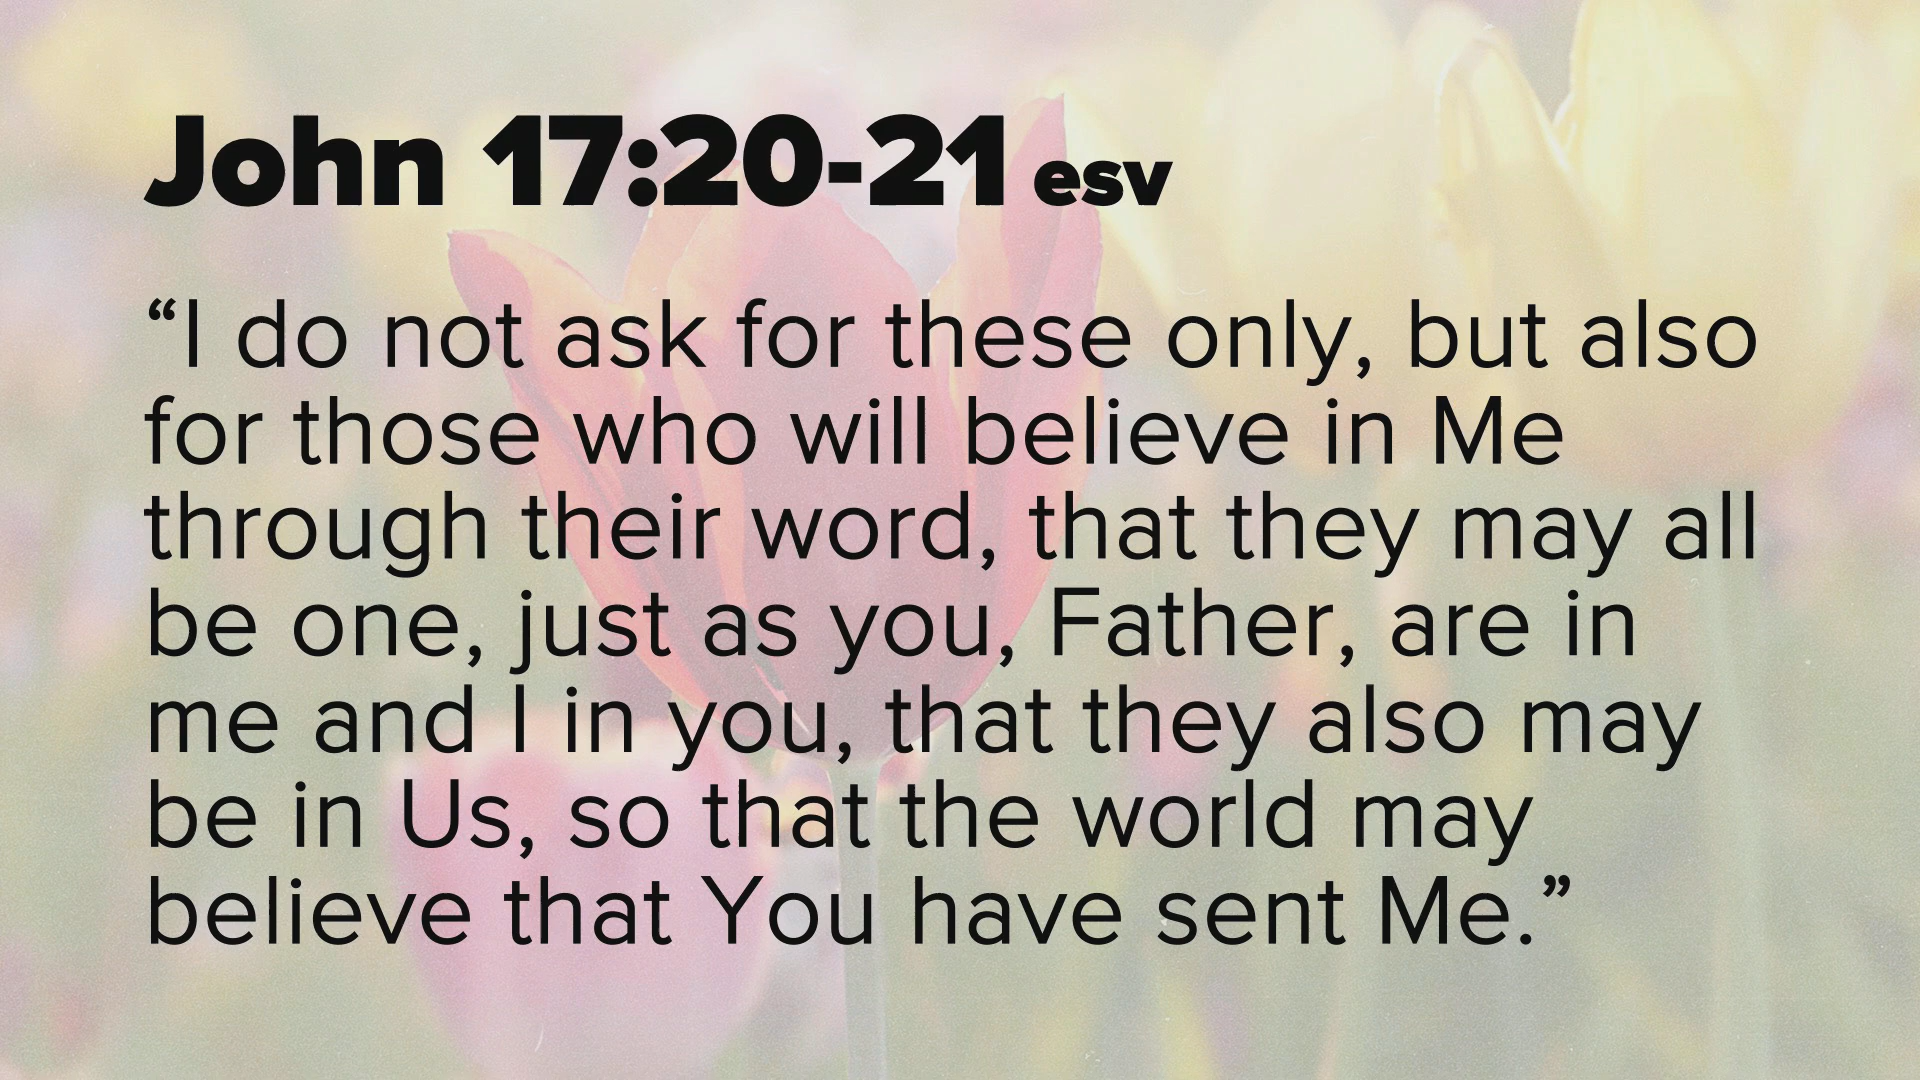 John 17:20-21 esv
“I do not ask for these only, but also
for those who will believe in Me
through their word, that they may all
be one, just as you, Father, are in
me and I in you, that they also may
be in Us, so that the world may
believe that You have sent Me.”